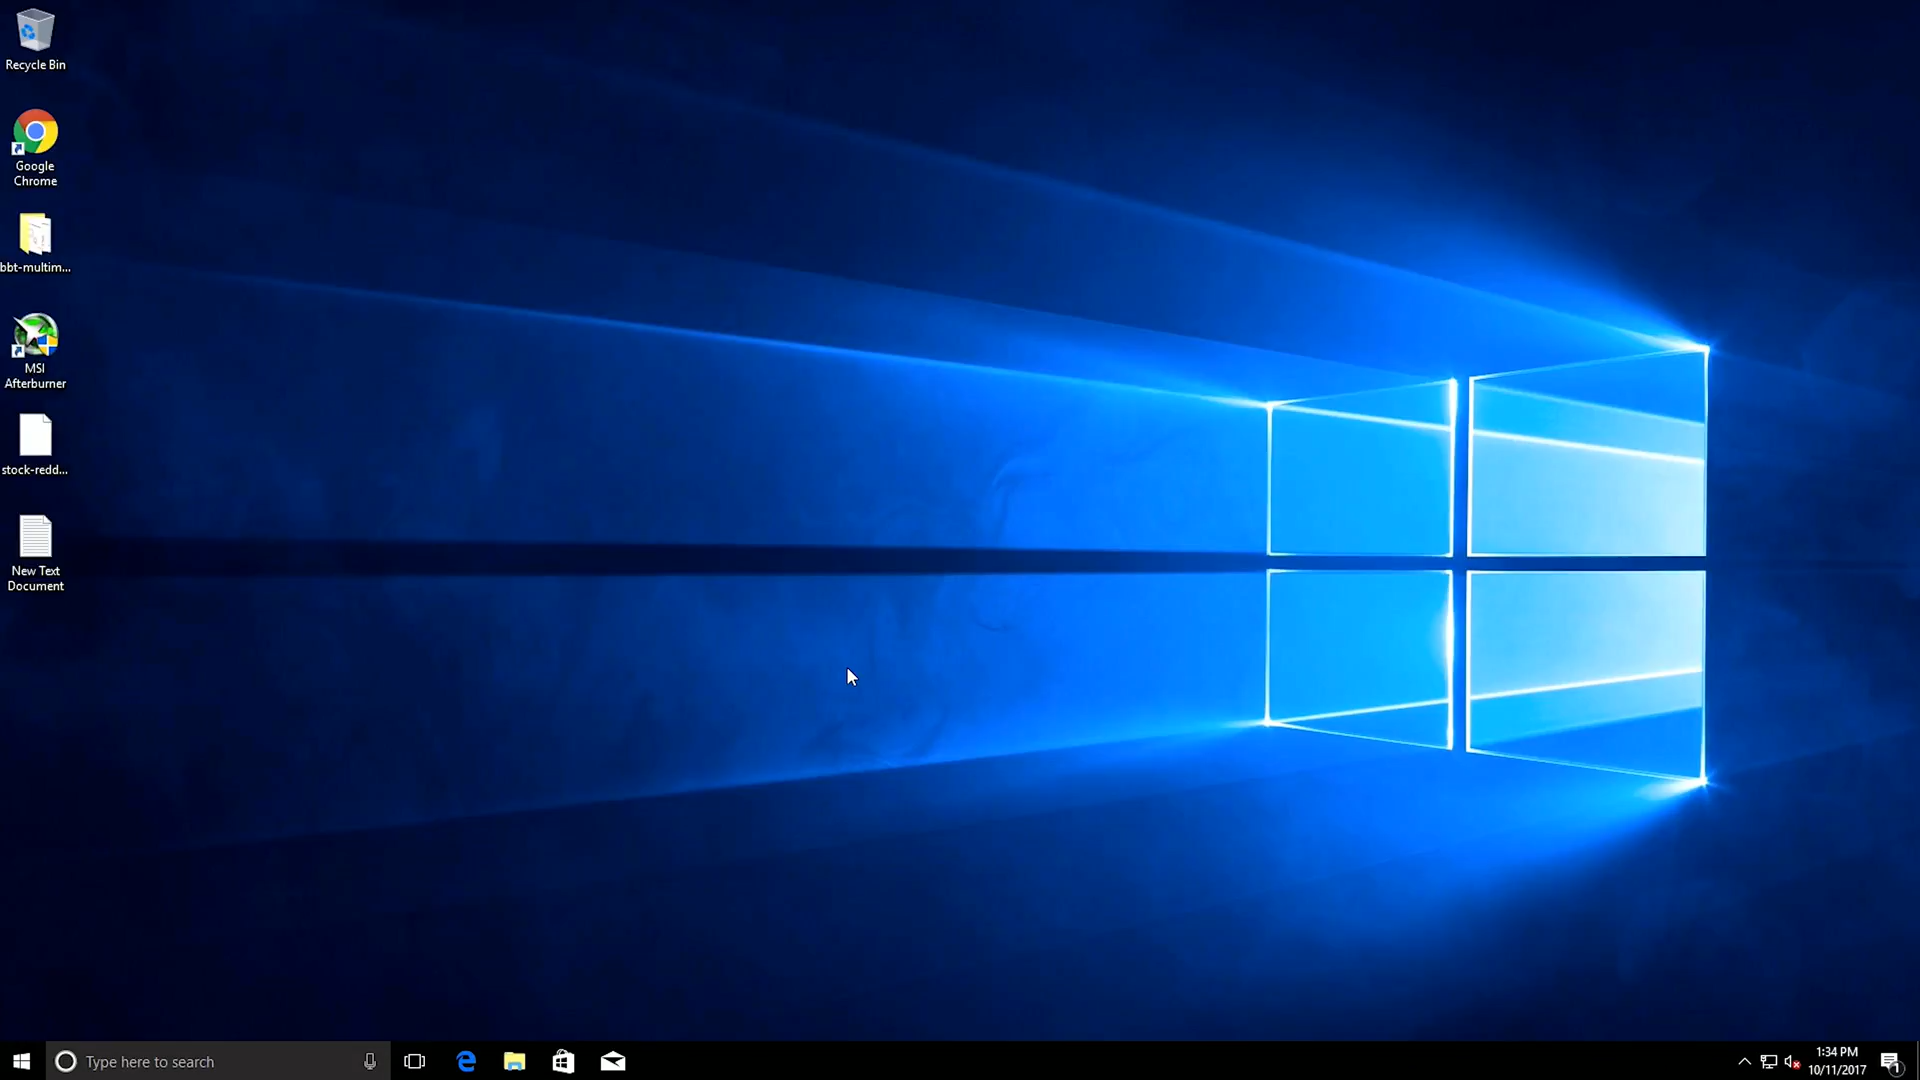 Recycle Bin
Google
Chrome
bbt-multim...
MSI
Afterburner
stock-redd...
New Text
Document
Type here to search
1:34 PM
10/11/2017
1